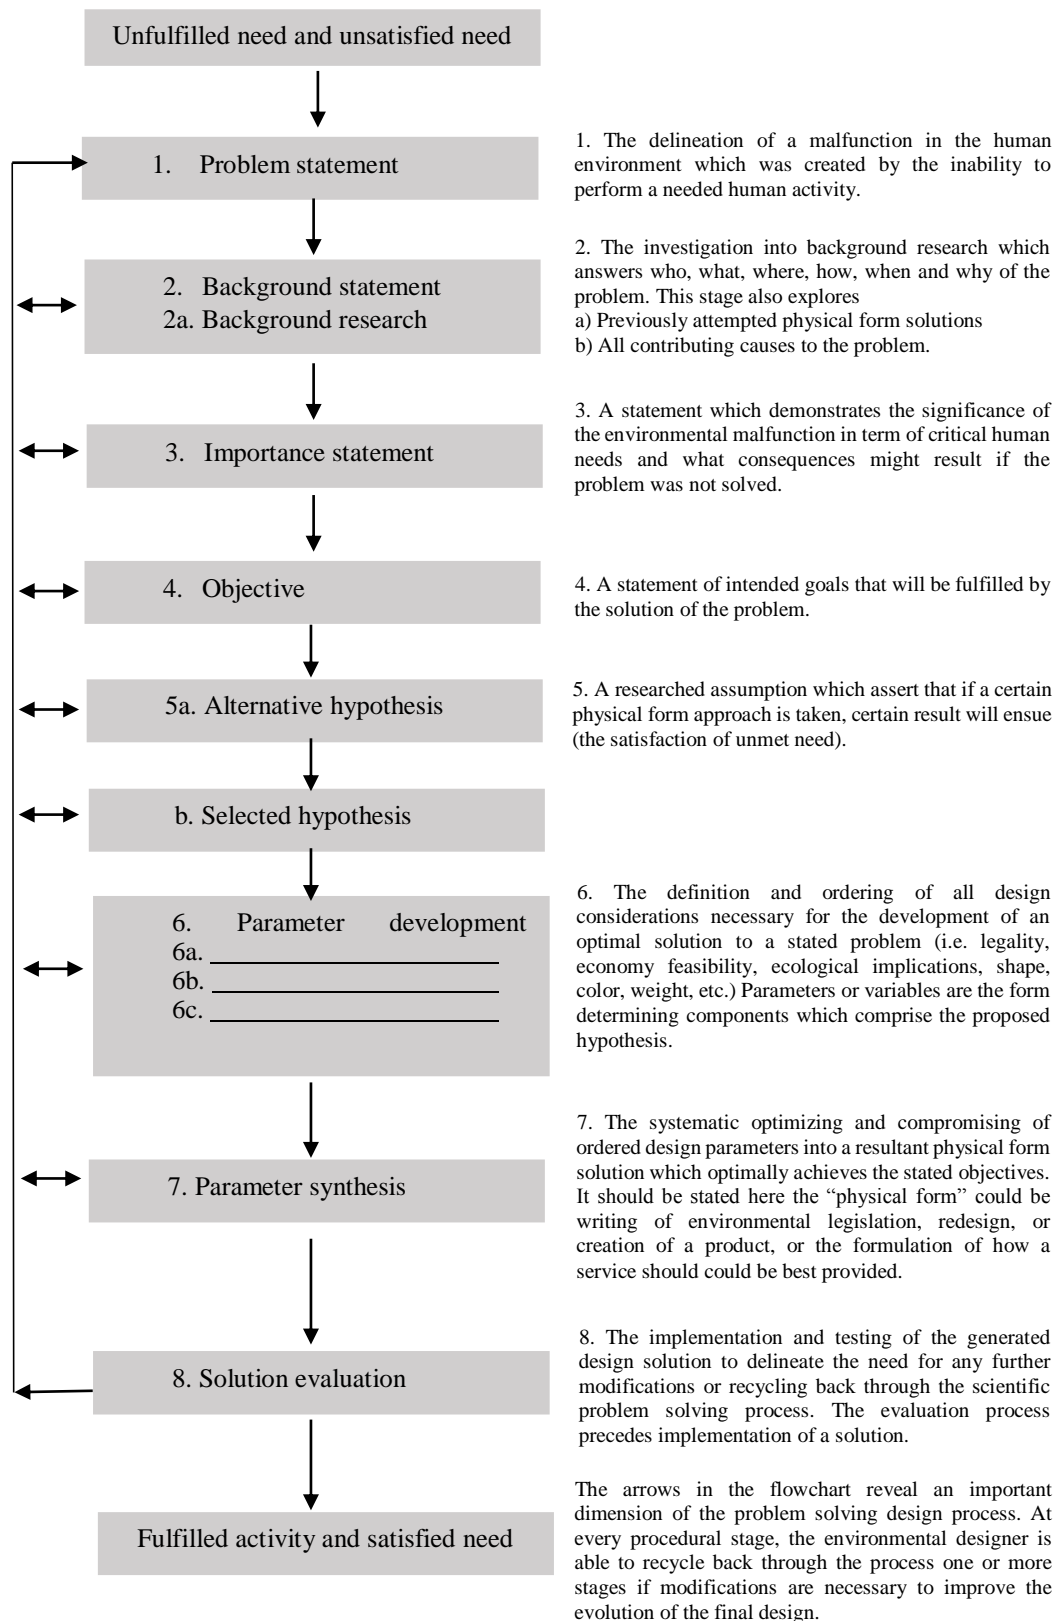 Unfulfilled need and unsatisfied need
1. Problem statement
1. The delineation of a malfunction in the human
environment which was created by the inability to
perform a needed human activity.
2. Background statement
2a. Background research
2. The investigation into background research which
answers who, what, where, how, when and why of the
problem. This stage also explores
a) Previously attempted physical form solutions
b) All contributing causes to the problem.
3. Importance statement
3. A statement which demonstrates the significance of
the environmental malfunction in term of critical human
needs and what consequences might result if the
problem was not solved.
4. Objective
4. A statement of intended goals that will be fulfilled by
the solution of the problem.
5a. Alternative hypothesis
5. A researched assumption which assert that if a certain
physical form approach is taken, certain result will ensue
(the satisfaction of unmet need).
b. Selected hypothesis
6. Parameter development
6a.
6b.
6c.
6. The definition and ordering of all design
considerations necessary for the development of an
optimal solution to a stated problem (i.e. legality,
economy feasibility, ecological implications, shape,
color, weight, etc.) Parameters or variables are the form
determining components which comprise the proposed
hypothesis.
7. Parameter synthesis
7. The systematic optimizing and compromising of
ordered design parameters into a resultant physical form
solution which optimally achieves the stated objectives.
It should be stated here the “physical form” could be
writing of environmental legislation, redesign, or
creation of a product, or the formulation of how a
service should could be best provided.
8. Solution evaluation
8. The implementation and testing of the generated
design solution to delineate the need for any further
modifications or recycling back through the scientific
problem solving process. The evaluation process
precedes implementation of a solution.
Fulfilled activity and satisfied need
The arrows in the flowchart reveal an important
dimension of the problem solving design process. At
every procedural stage, the environmental designer is
able to recycle back through the process one or more
stages if modifications are necessary to improve the
evolution of the final design.